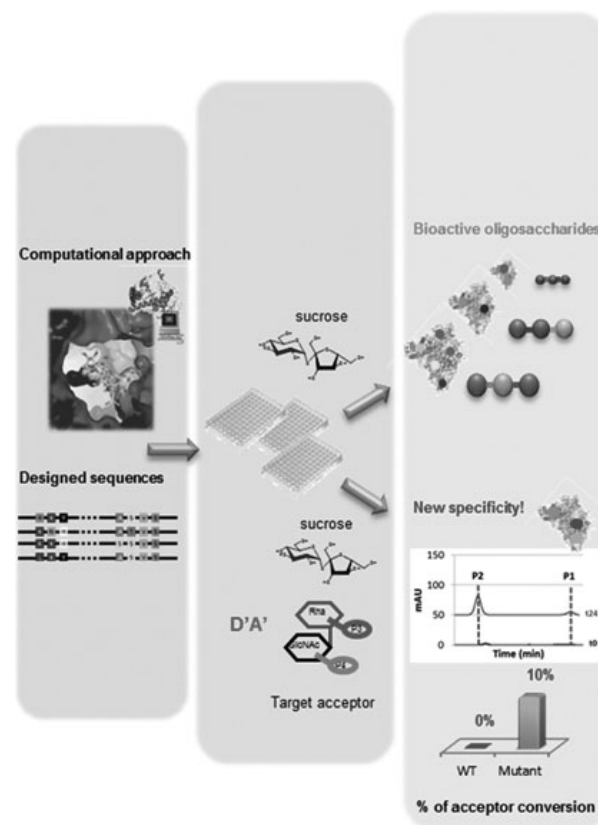 Computational approach
Designed sequences
sucrose
sucrose
D'A'
Rha
GlcNAc
Target acceptor
Bioactive oligosaccharides
New specificity!
150
100
50
0
mAU
P2
P1
t24
t0
Time (min)
10%
0%
WT
Mutant
% of acceptor conversion